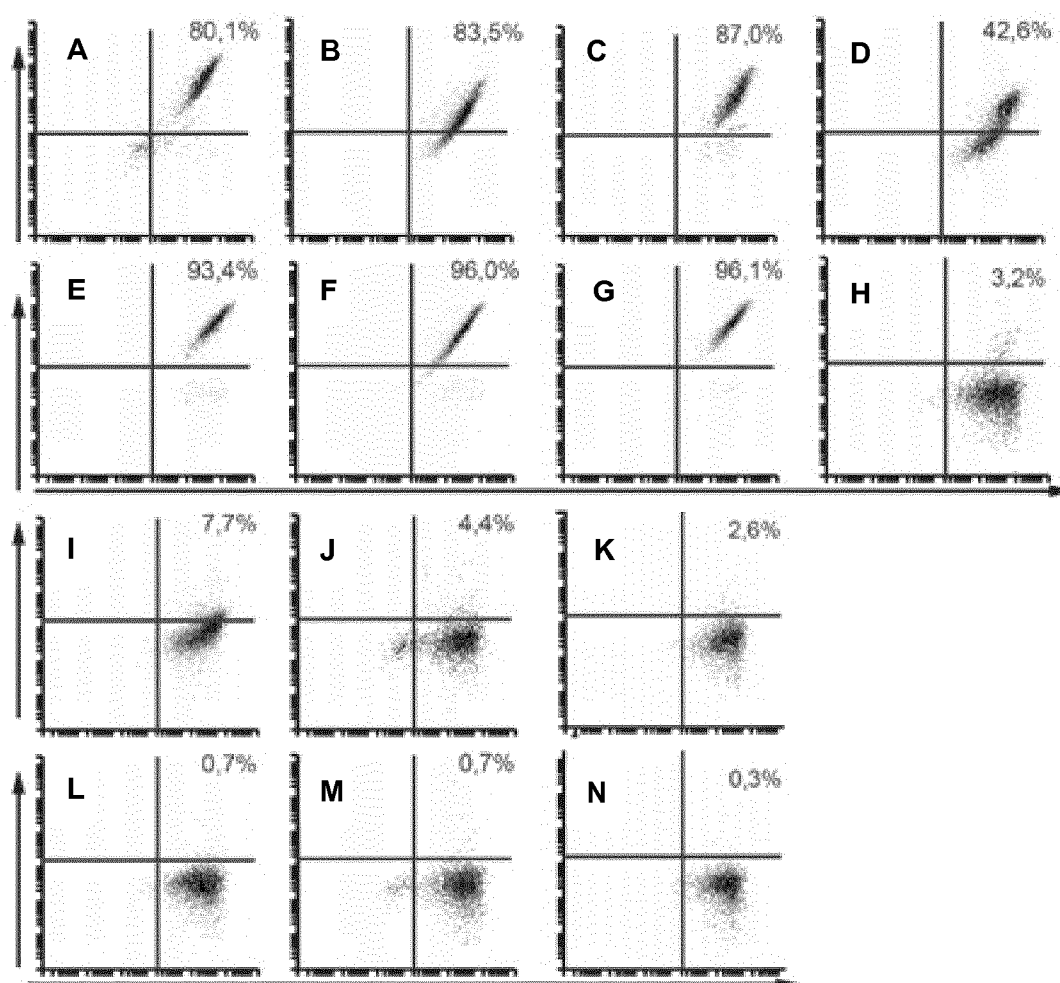 A 80,1%
B 83,5%
C 87,0%
D 42,6%
E 93,4%
F 96,0%
G 96,1%
H 3,2%
I 7,7%
J 4,4%
K 2,6%
L 0,7%
M 0,7%
N 0,3%